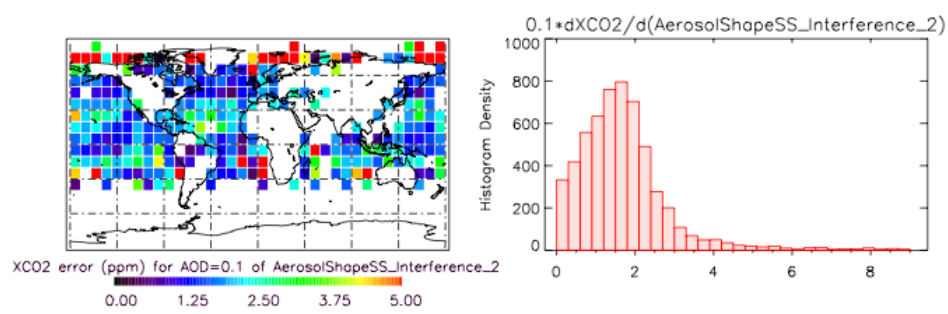 XCO2 error (ppm) for AOD=0.1 of AerosolShapeSS_Interference_2
0.00 1.25 2.50 3.75 5.00
0.1*dXCO2/d(AerosolShapeSS_Interference_2)
1000
800
600
400
200
0
Histogram Density
0 2 4 6 8